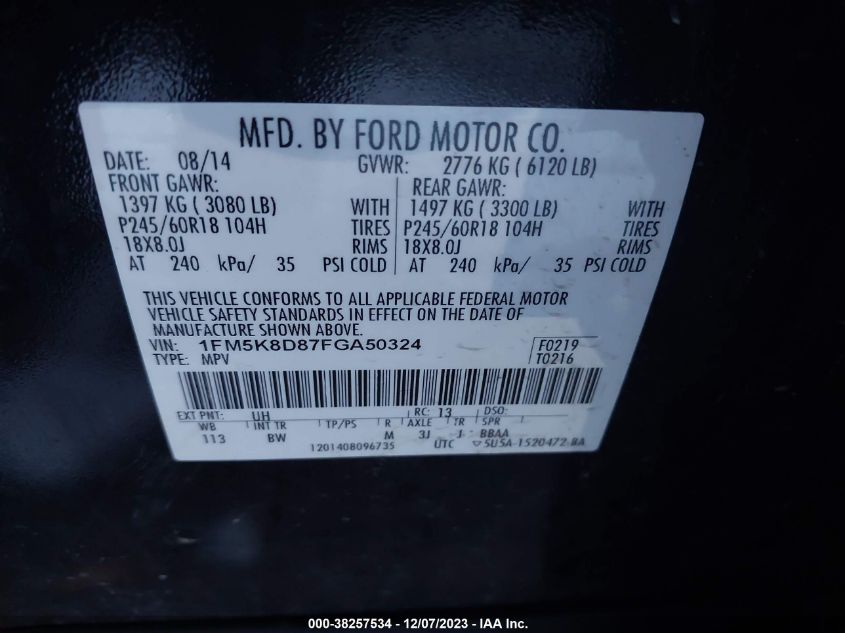 MFD. BY FORD MOTOR CO.
DATE: 08/14 GVWR: 2776 KG ( 6120 LB)
FRONT GAWR: REAR GAWR:
1397 KG ( 3080 LB) WITH 1497 KG ( 3300 LB) WITH
P245/60R18 104H TIRES P245/60R18 104H TIRES
18X8.0J RIMS 18X8.0J RIMS
AT 240 kPa/ 35 PSI COLD AT 240 kPa/ 35 PSI COLD
THIS VEHICLE CONFORMS TO ALL APPLICABLE FEDERAL MOTOR
VEHICLE SAFETY STANDARDS IN EFFECT ON THE DATE OF
MANUFACTURE SHOWN ABOVE.
VIN: 1FM5K8D87FGA50324 F0219
TYPE: MPV T0216
EXT PNT: UH RC: 13 DSO:
WB INT TR TP/PS R AXLE TR SPR
113 BW M 3J J BBAA
1201408096735 UTC ▽5U5A-1520472-BA
000-38257534 - 12/07/2023 - IAA Inc.